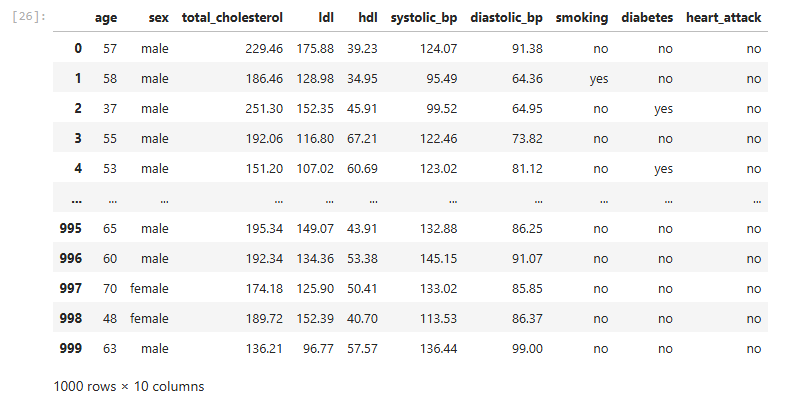 [26]: age sex total_cholesterol ldl hdl systolic_bp diastolic_bp smoking diabetes heart_attack
0 57 male 229.46 175.88 39.23 124.07 91.38 no no no
1 58 male 186.46 128.98 34.95 95.49 64.36 yes no no
2 37 male 251.30 152.35 45.91 99.52 64.95 no yes no
3 55 male 192.06 116.80 67.21 122.46 73.82 no no no
4 53 male 151.20 107.02 60.69 123.02 81.12 no yes no
... ... ... ... ... ... ... ... ... ... ...
995 65 male 195.34 149.07 43.91 132.88 86.25 no no no
996 60 male 192.34 134.36 53.38 145.15 91.07 no no no
997 70 female 174.18 125.90 50.41 133.02 85.85 no no no
998 48 female 189.72 152.39 40.70 113.53 86.37 no no no
999 63 male 136.21 96.77 57.57 136.44 99.00 no no no
1000 rows × 10 columns